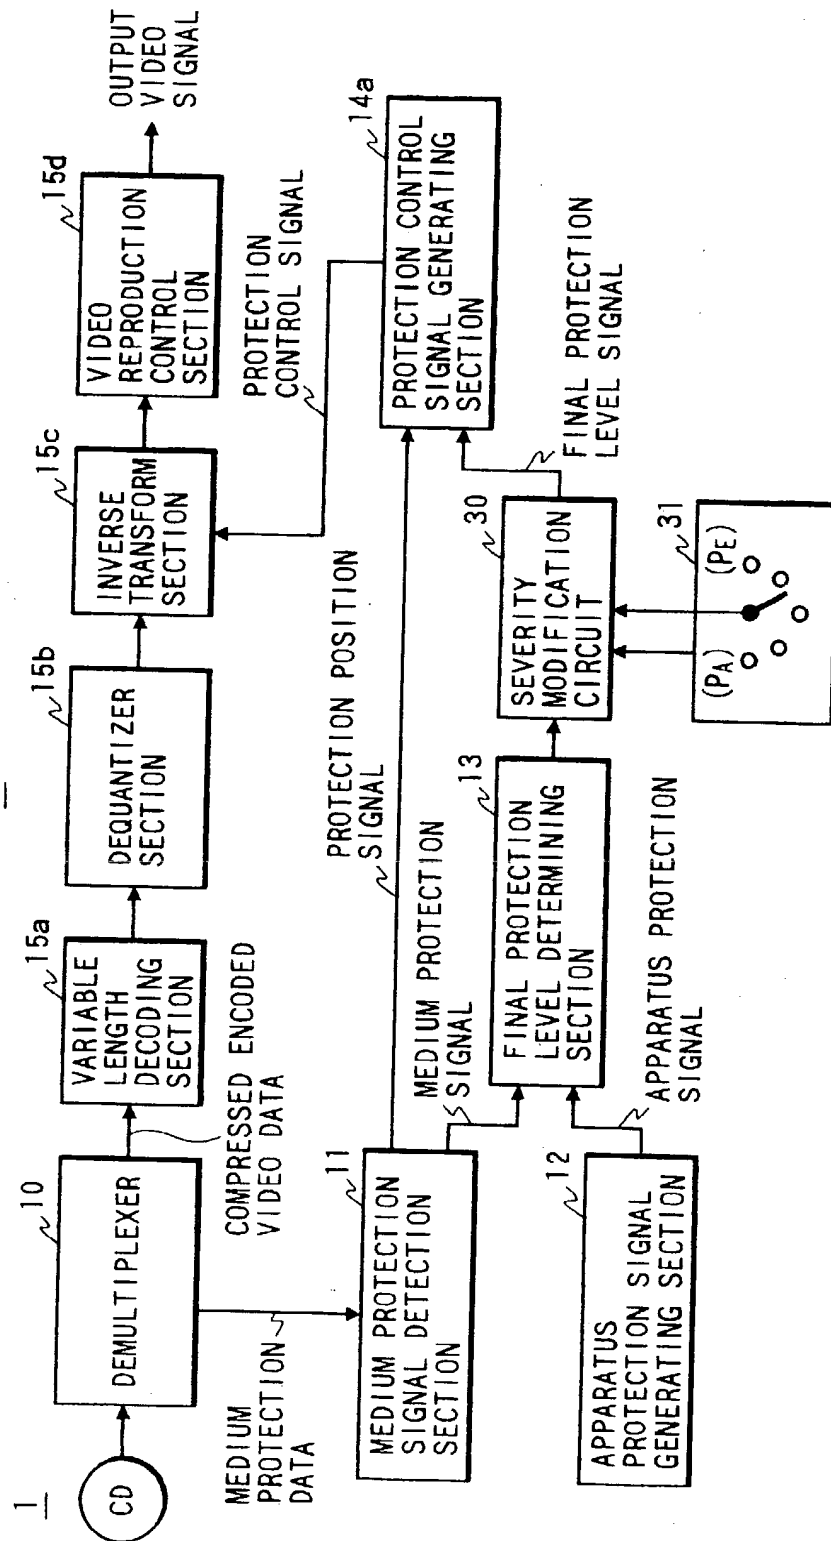 1
CD
10
DEMULTIPLEXER
COMPRESSED ENCODED
VIDEO DATA
15a
VARIABLE
LENGTH
DECODING
SECTION
15b
DEQUANTIZER
SECTION
15c
INVERSE
TRANSFORM
SECTION
15d
VIDEO
REPRODUCTION
CONTROL
SECTION
OUTPUT
VIDEO
SIGNAL
MEDIUM
PROTECTION
DATA
PROTECTION POSITION
SIGNAL
PROTECTION
CONTROL SIGNAL
11
MEDIUM PROTECTION
SIGNAL DETECTION
SECTION
MEDIUM PROTECTION
SIGNAL
14a
PROTECTION CONTROL
SIGNAL GENERATING
SECTION
12
APPARATUS
PROTECTION SIGNAL
GENERATING SECTION
APPARATUS PROTECTION
SIGNAL
13
FINAL PROTECTION
LEVEL DETERMINING
SECTION
30
SEVERITY
MODIFICATION
CIRCUIT
FINAL PROTECTION
LEVEL SIGNAL
31
(PA)
(PE)